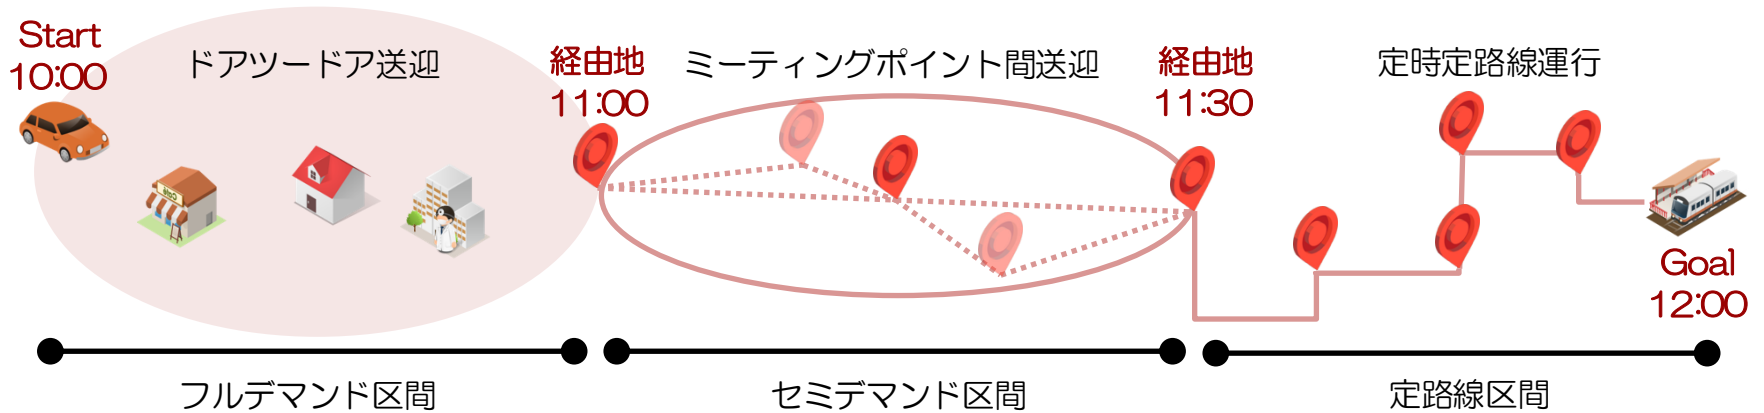 Start
10:00
ドアツードア送迎
経由地
11:00
ミーティングポイント間送迎
経由地
11:30
定時定路線運行
Goal
12:00
フルデマンド区間
セミデマンド区間
定路線区間